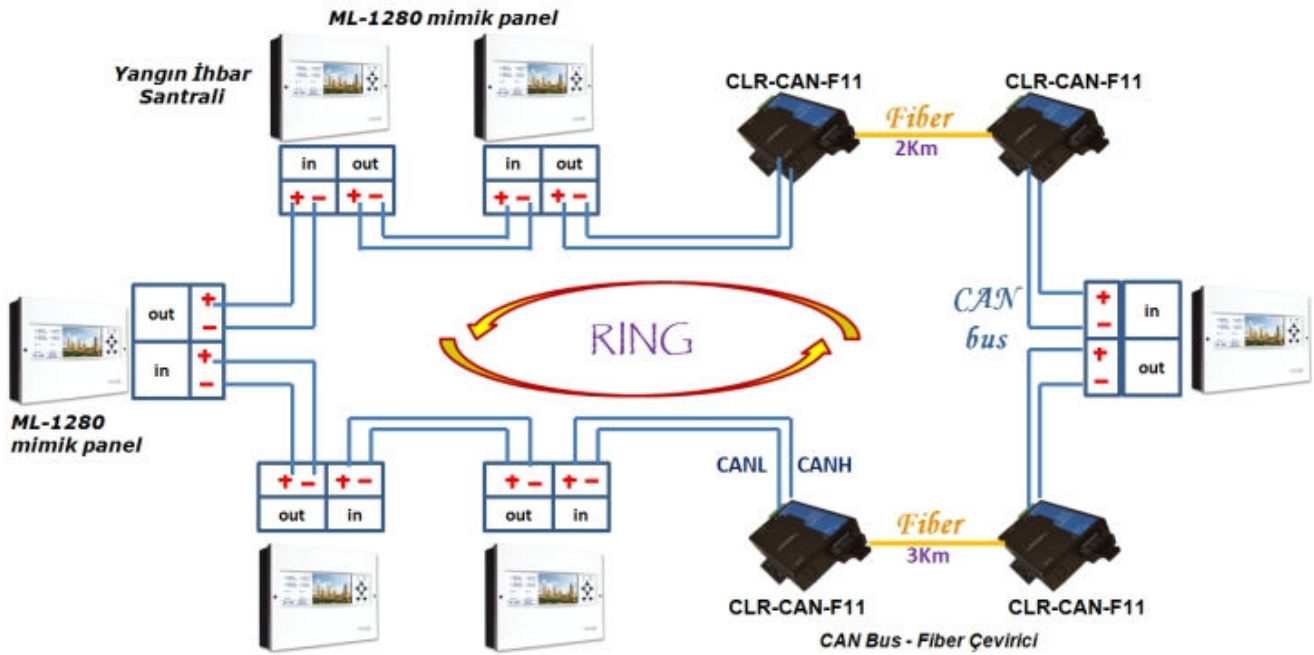 ML-1280 mimik panel
Yangın İhbar
Santrali
CLR-CAN-F11
CLR-CAN-F11
Fiber
2Km
in
out
in
out
+ -
+ -
+ -
+ -
out
+
-
in
+
-
ML-1280
mimik panel
RING
CAN
bus
+
-
in
+
-
out
+ -
+ -
out
in
+ -
+ -
out
in
CANL
CANH
Fiber
3Km
CLR-CAN-F11
CLR-CAN-F11
CAN Bus - Fiber Çevirici